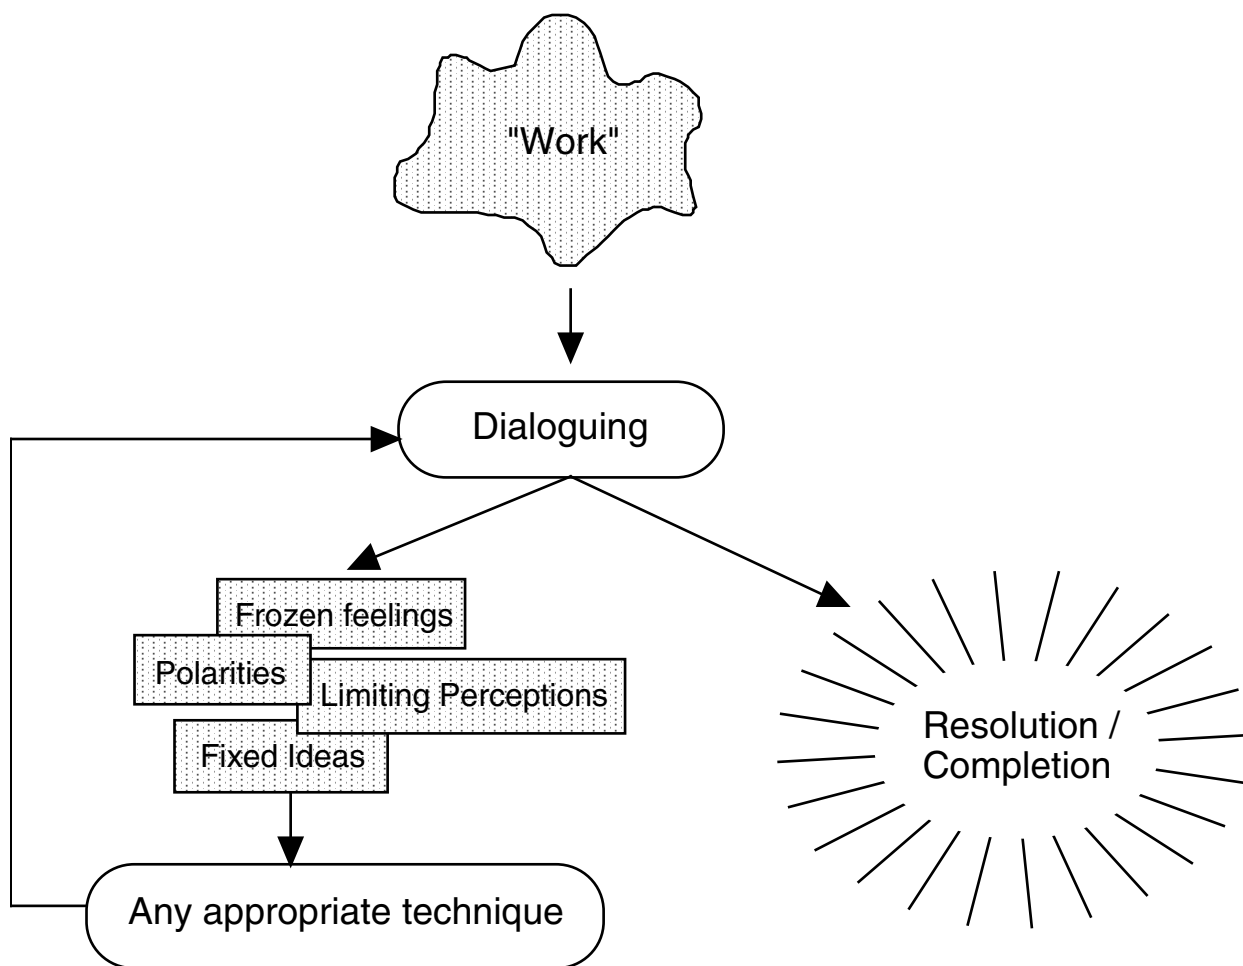 "Work"
Dialoguing
Frozen feelings
Polarities
Limiting Perceptions
Fixed Ideas
Resolution /
Completion
Any appropriate technique